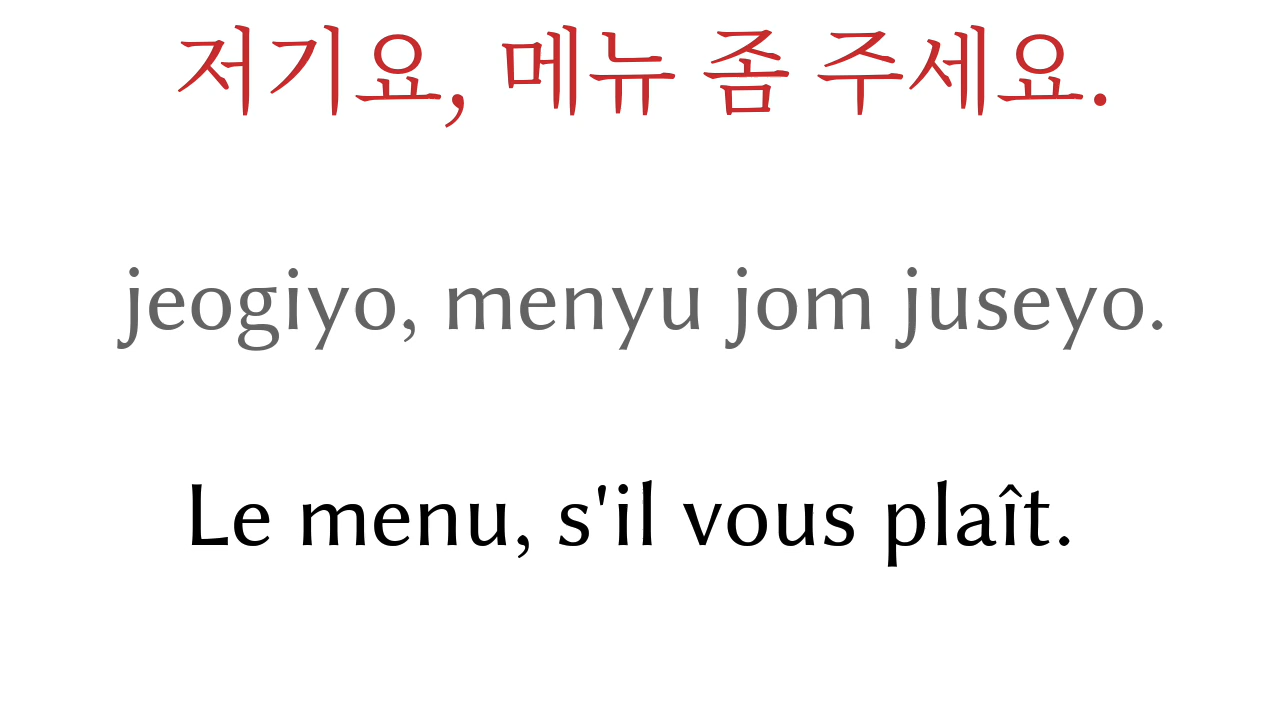 저기요, 메뉴 좀 주세요.
jeogiyo, menyu jom juseyo.
Le menu, s'il vous plaît.